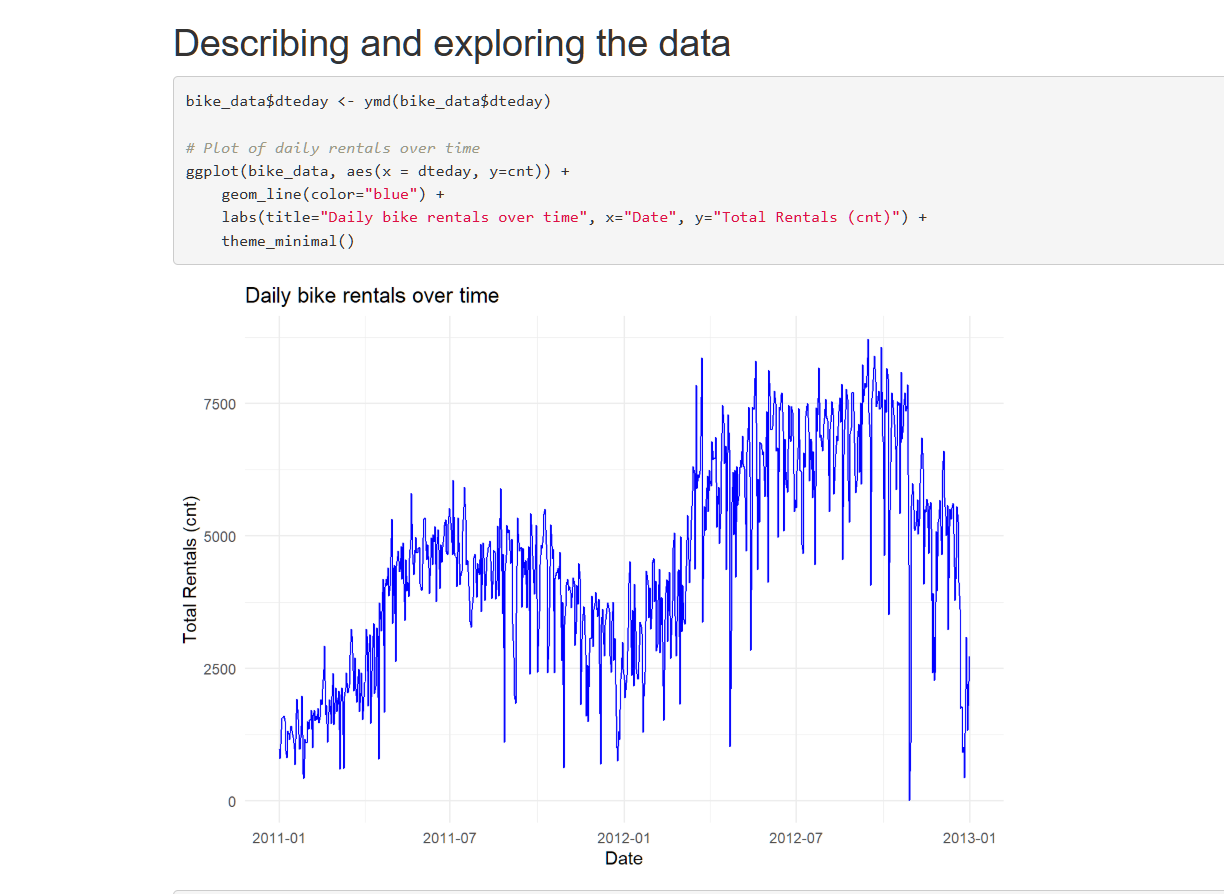 Describing and exploring the data
bike_data$dteday <- ymd(bike_data$dteday)
# Plot of daily rentals over time
ggplot(bike_data, aes(x = dteday, y=cnt)) +
    geom_line(color="blue") +
    labs(title="Daily bike rentals over time", x="Date", y="Total Rentals (cnt)") +
    theme_minimal()
Daily bike rentals over time
Total Rentals (cnt)
7500
5000
2500
0
2011-01
2011-07
2012-01
2012-07
2013-01
Date